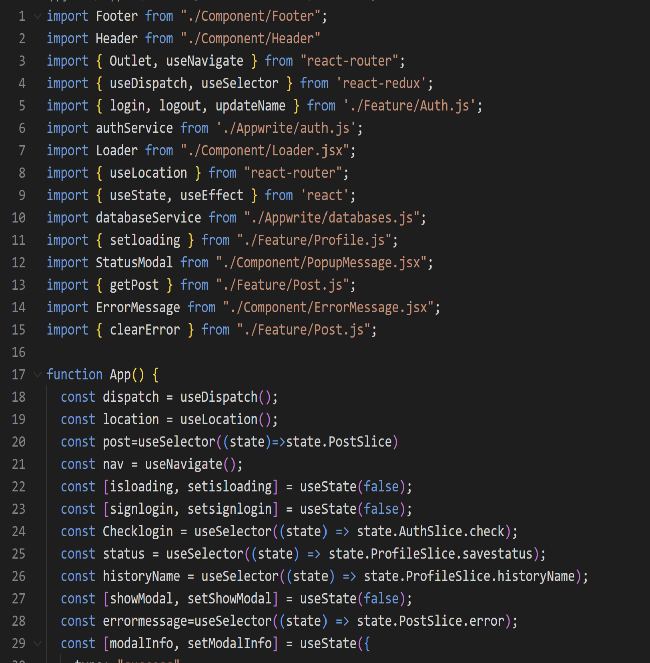 1 import Footer from "./Component/Footer";
2 import Header from "./Component/Header"
3 import { Outlet, useNavigate } from "react-router";
4 import { useDispatch, useSelector } from 'react-redux';
5 import { login, logout, updateName } from './Feature/Auth.js';
6 import authService from './Appwrite/auth.js';
7 import Loader from "./Component/Loader.jsx";
8 import { useLocation } from "react-router";
9 import { useState, useEffect } from 'react';
10 import databaseService from "./Appwrite/databases.js";
11 import { setloading } from "./Feature/Profile.js";
12 import StatusModal from "./Component/PopupMessage.jsx";
13 import { getPost } from "./Feature/Post.js";
14 import ErrorMessage from "./Component/ErrorMessage.jsx";
15 import { clearError } from "./Feature/Post.js";
16
17 function App() {
18 const dispatch = useDispatch();
19 const location = useLocation();
20 const post=useSelector((state)=>state.PostSlice)
21 const nav = useNavigate();
22 const [isloading, setisloading] = useState(false);
23 const [signlogin, setsignlogin] = useState(false);
24 const Checklogin = useSelector((state) => state.AuthSlice.check);
25 const status = useSelector((state) => state.ProfileSlice.savestatus);
26 const historyName = useSelector((state) => state.ProfileSlice.historyName);
27 const [showModal, setShowModal] = useState(false);
28 const errormessage=useSelector((state) => state.PostSlice.error);
29 const [modalInfo, setModalInfo] = useState({